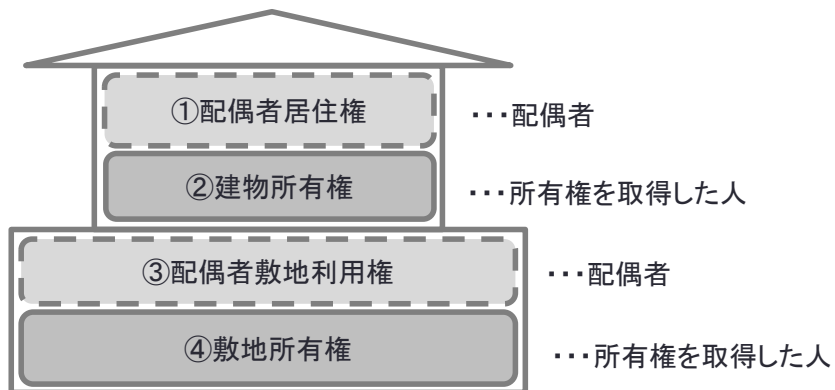 ①配偶者居住権 ・・・配偶者
②建物所有権 ・・・所有権を取得した人
③配偶者敷地利用権 ・・・配偶者
④敷地所有権 ・・・所有権を取得した人